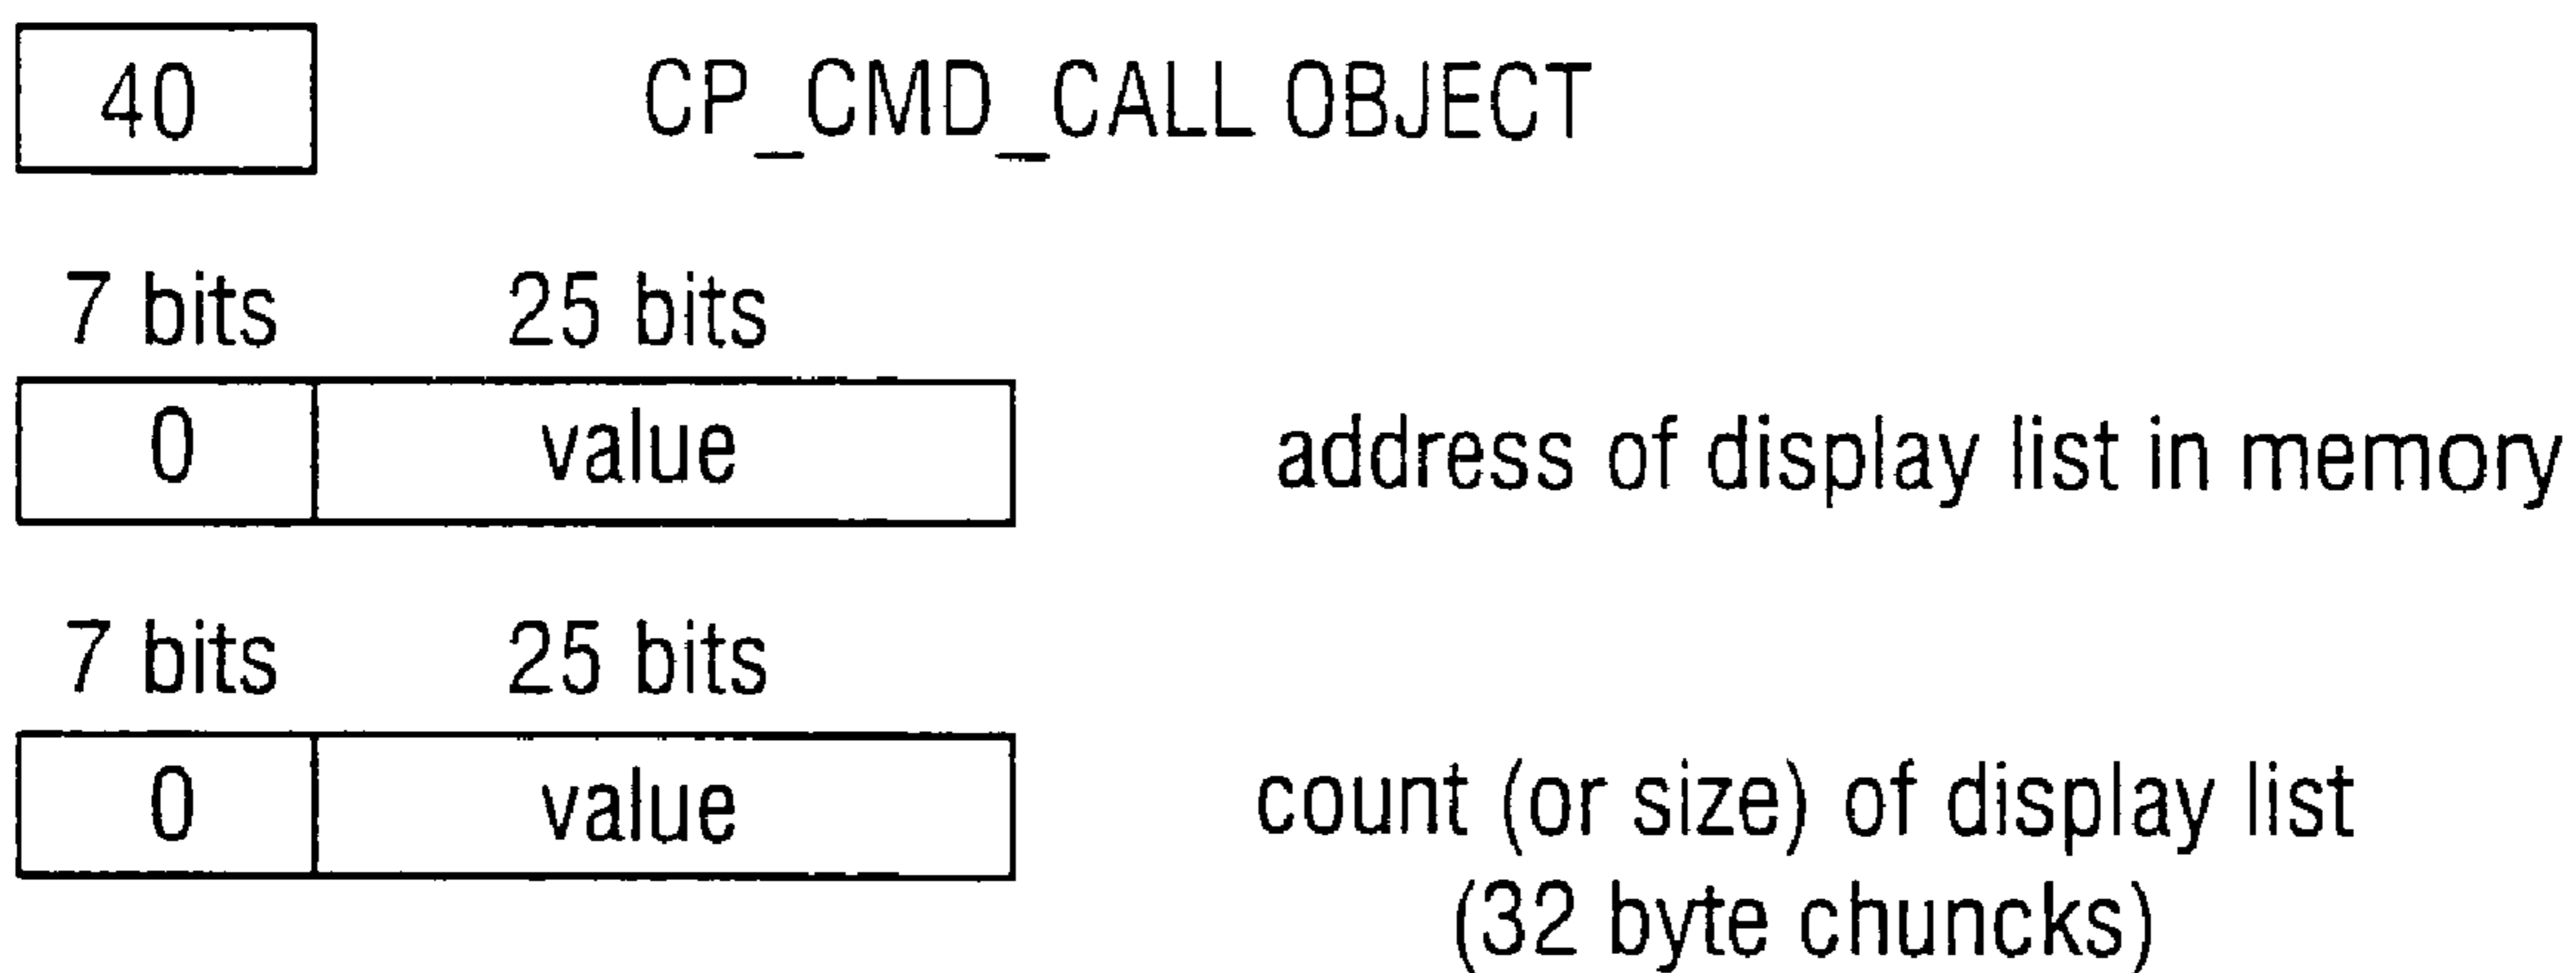 40 CP_CMD_CALL OBJECT
7 bits 25 bits
0 value address of display list in memory
7 bits 25 bits
0 value count (or size) of display list
(32 byte chuncks)